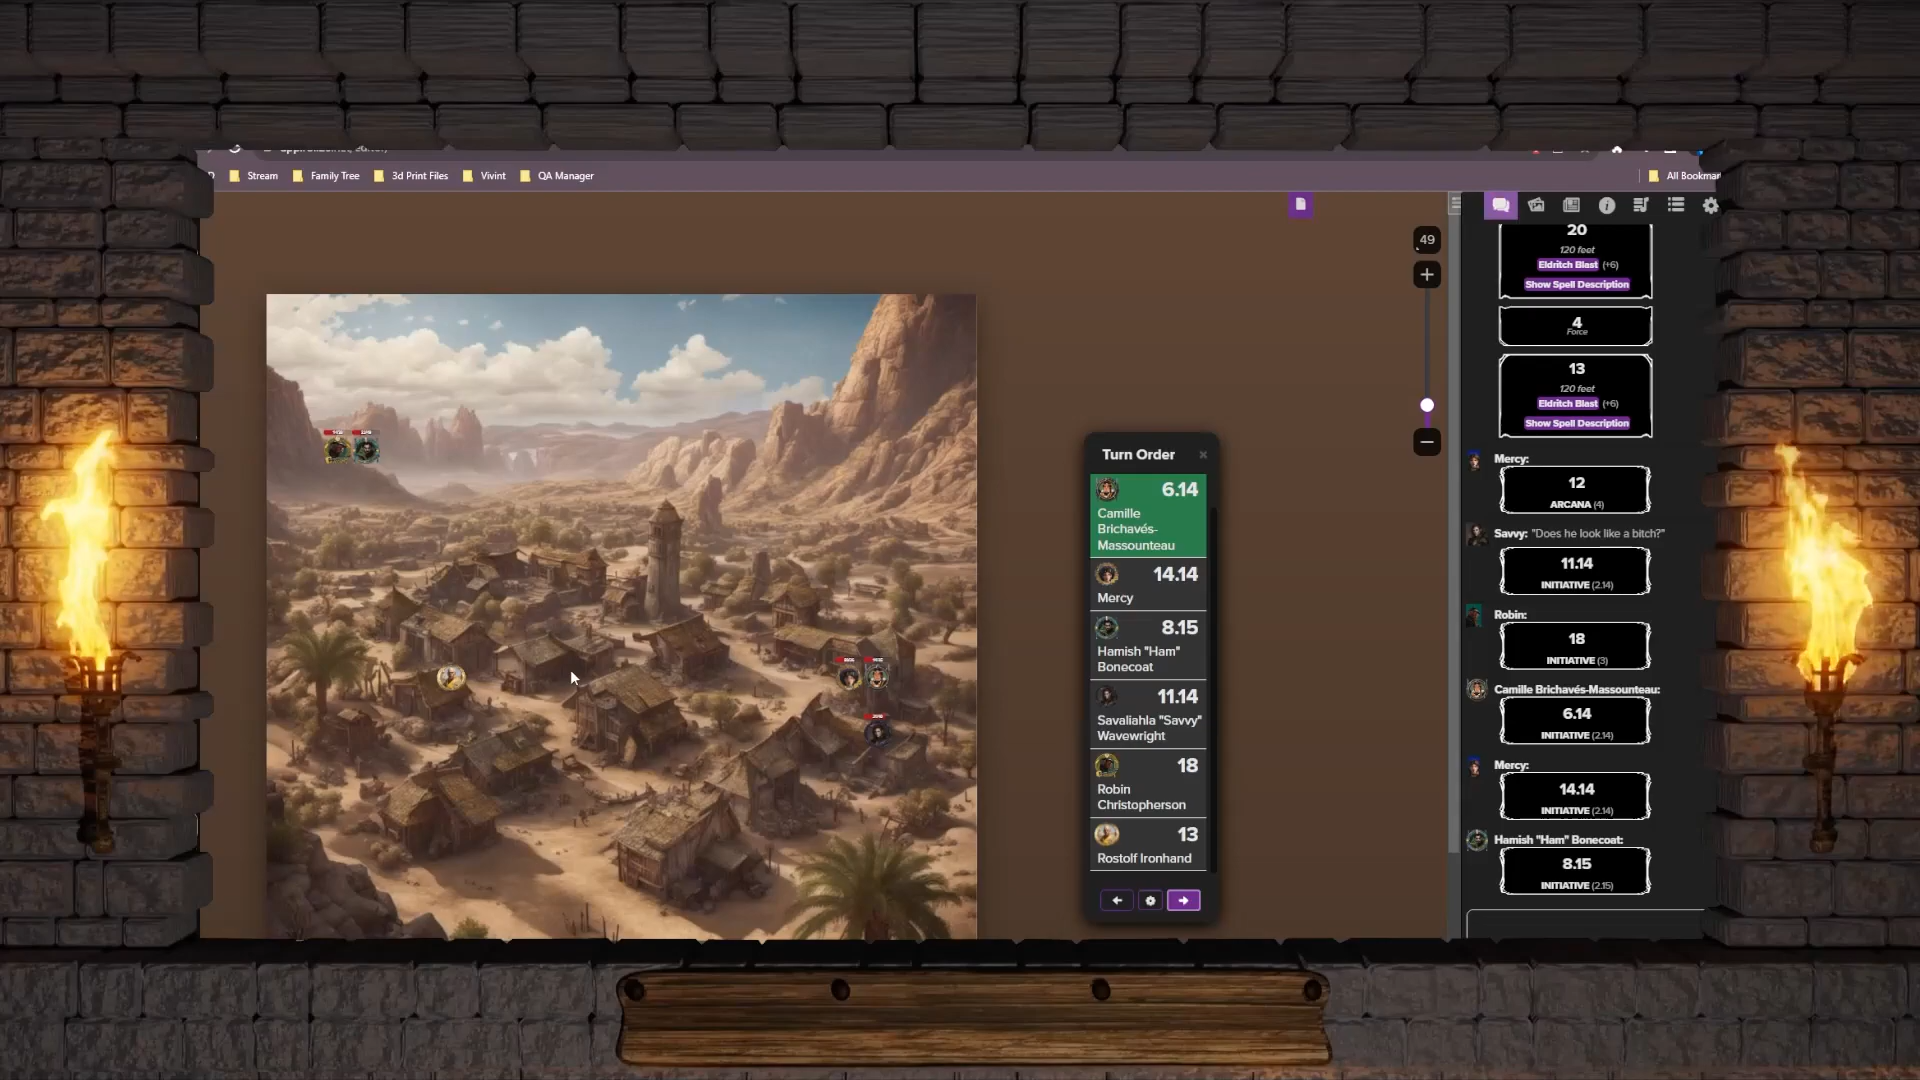 Stream
Family Tree
3d Print Files
Vivint
QA Manager
All Bookmar
49
Turn Order
6.14
Camille
Brichavés-
Massounteau
14.14
Mercy
8.15
Hamish "Ham"
Bonecoat
11.14
Savaliahla "Savvy"
Wavewright
18
Robin
Christopherson
13
Rostolf Ironhand
20
120 feet
Eldritch Blast (+6)
Show Spell Description
4
Force
13
120 feet
Eldritch Blast (+6)
Show Spell Description
Mercy:
12
ARCANA (4)
Savvy: "Does he look like a bitch?"
11.14
INITIATIVE (2.14)
Robin:
18
INITIATIVE (3)
Camille Brichavés-Massounteau:
6.14
INITIATIVE (2.14)
Mercy:
14.14
INITIATIVE (2.14)
Hamish "Ham" Bonecoat:
8.15
INITIATIVE (2.15)